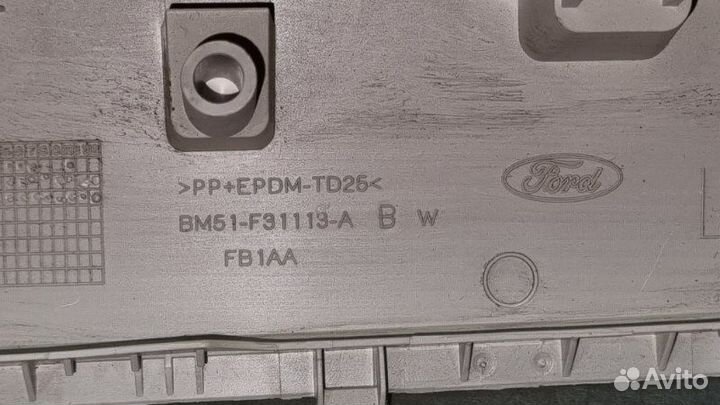 >PP+EPDM-TD25<
Ford
BM51-F31113-A B W
FB1AA
Avito